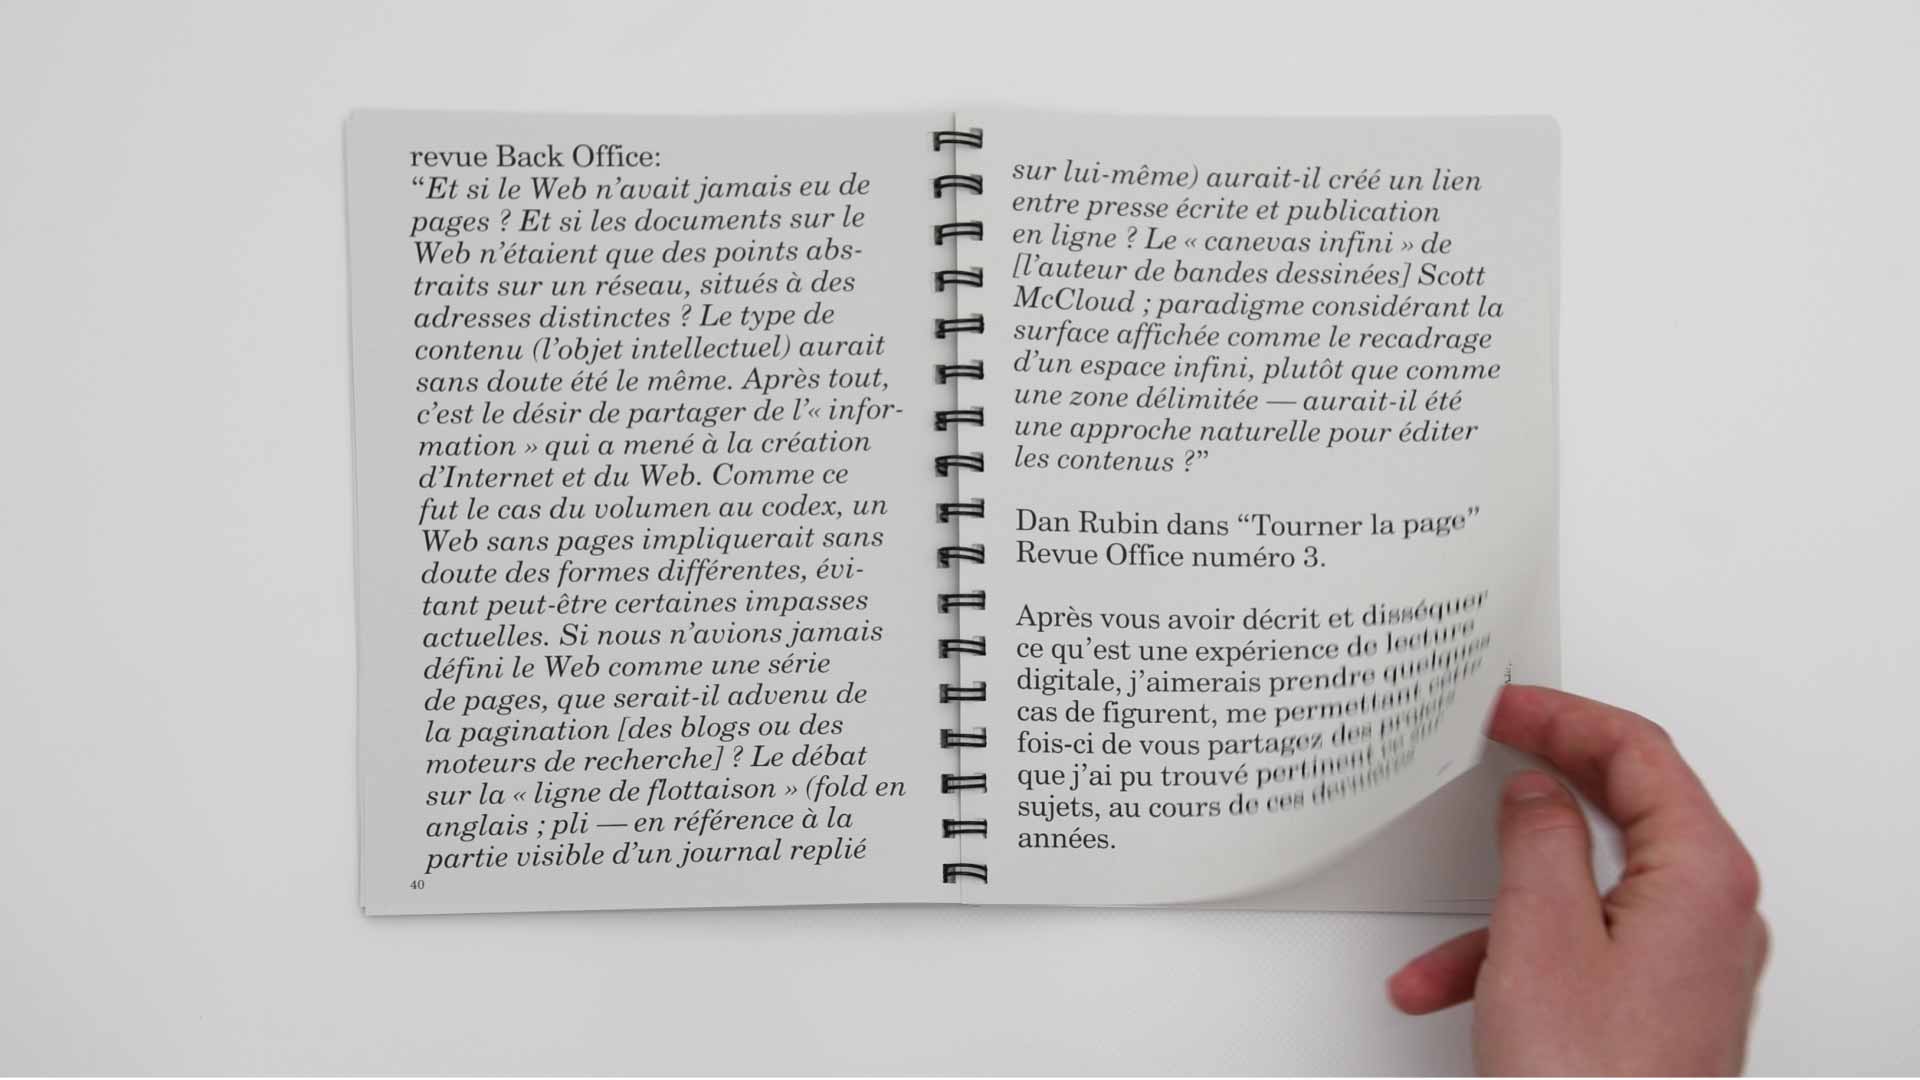 revue Back Office:
“Et si le Web n’avait jamais eu de
pages ? Et si les documents sur le
Web n’étaient que des points abs-
traits sur un réseau, situés à des
adresses distinctes ? Le type de
contenu (l’objet intellectuel) aurait
sans doute été le même. Après tout,
c’est le désir de partager de l’« infor-
mation » qui a mené à la création
d’Internet et du Web. Comme ce
fut le cas du volumen au codex, un
Web sans pages impliquerait sans
doute des formes différentes, évi-
tant peut-être certaines impasses
actuelles. Si nous n’avions jamais
défini le Web comme une série
de pages, que serait-il advenu de
la pagination [des blogs ou des
moteurs de recherche] ? Le débat
sur la « ligne de flottaison » (fold en
anglais ; pli — en référence à la
partie visible d’un journal replié
40
sur lui-même) aurait-il créé un lien
entre presse écrite et publication
en ligne ? Le « canevas infini » de
[l’auteur de bandes dessinées] Scott
McCloud ; paradigme considérant la
surface affichée comme le recadrage
d’un espace infini, plutôt que comme
une zone délimitée — aurait-il été
une approche naturelle pour éditer
les contenus ?”
Dan Rubin dans “Tourner la page”
Revue Office numéro 3.
Après vous avoir décrit et disséquer
ce qu’est une expérience de lecture
digitale, j’aimerais prendre quelques
cas de figurent, me permettant cette
fois-ci de vous partagez des projets
que j’ai pu trouvé pertinent
sujets, au cours de ces dernières
années.